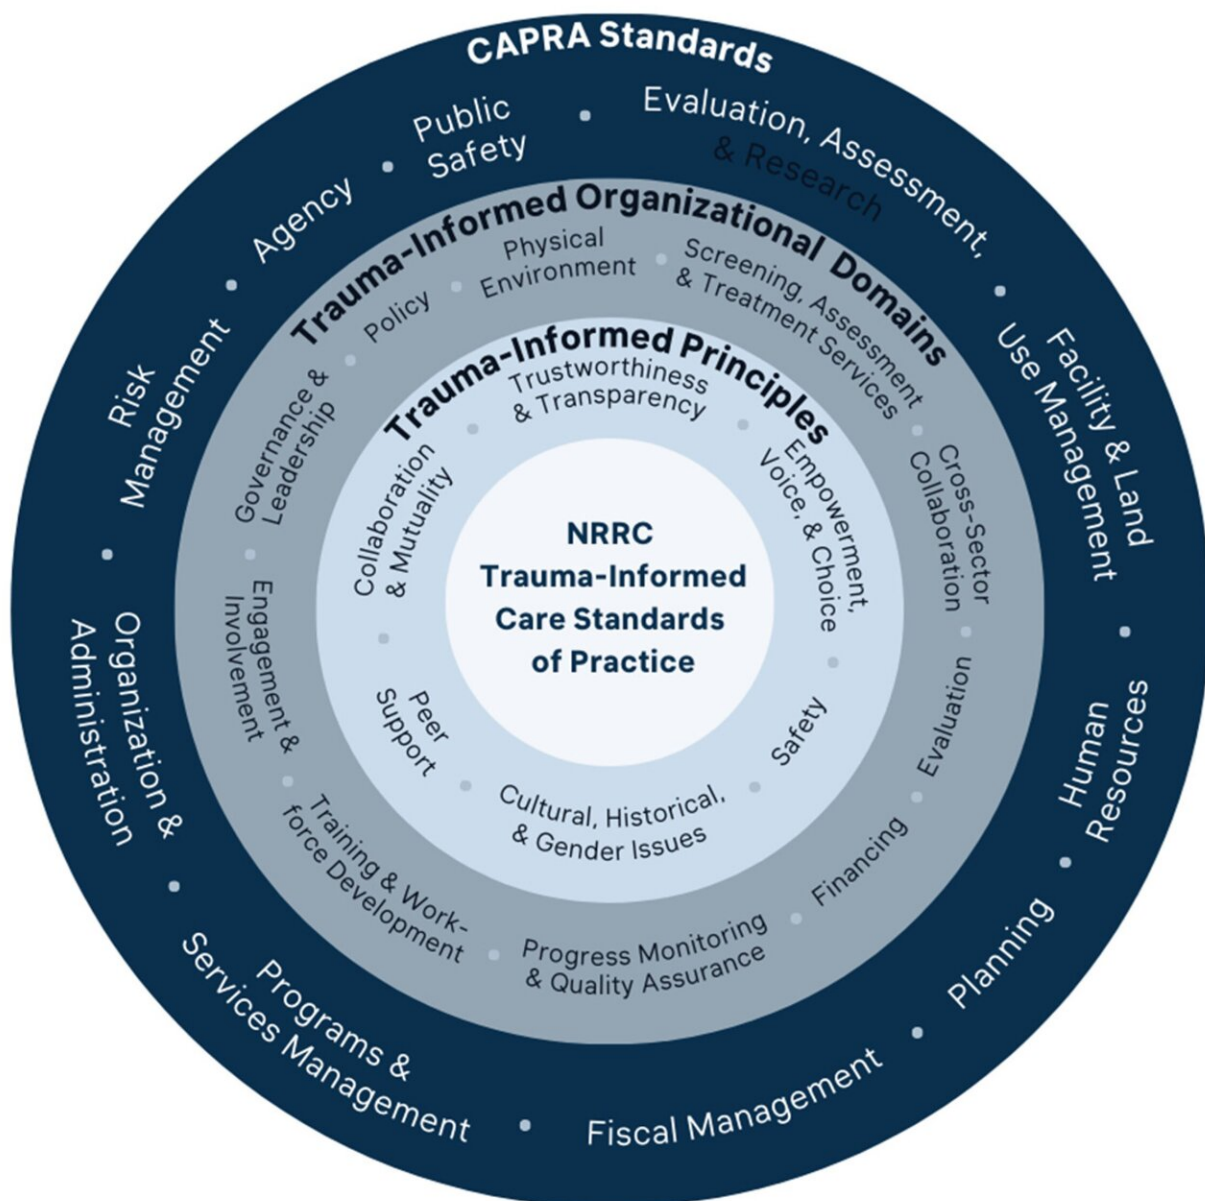 CAPRA Standards
Public
Safety
Evaluation, Assessment,
& Research
Facility & Land
Use Management
Human
Resources
Planning
Fiscal Management
Programs &
Services Management
Organization &
Administration
Risk
Management
Agency
Trauma-Informed Organizational Domains
Physical
Environment
Screening, Assessment
& Treatment Services
Cross-Sector
Collaboration
Evaluation
Financing
Progress Monitoring
& Quality Assurance
Training & Work-
force Development
Engagement &
Involvement
Governance &
Leadership
Policy
Trauma-Informed Principles
Trustworthiness
& Transparency
Empowerment,
Voice, & Choice
Safety
Cultural, Historical,
& Gender Issues
Peer
Support
Collaboration
& Mutuality
NRRC
Trauma-Informed
Care Standards
of Practice